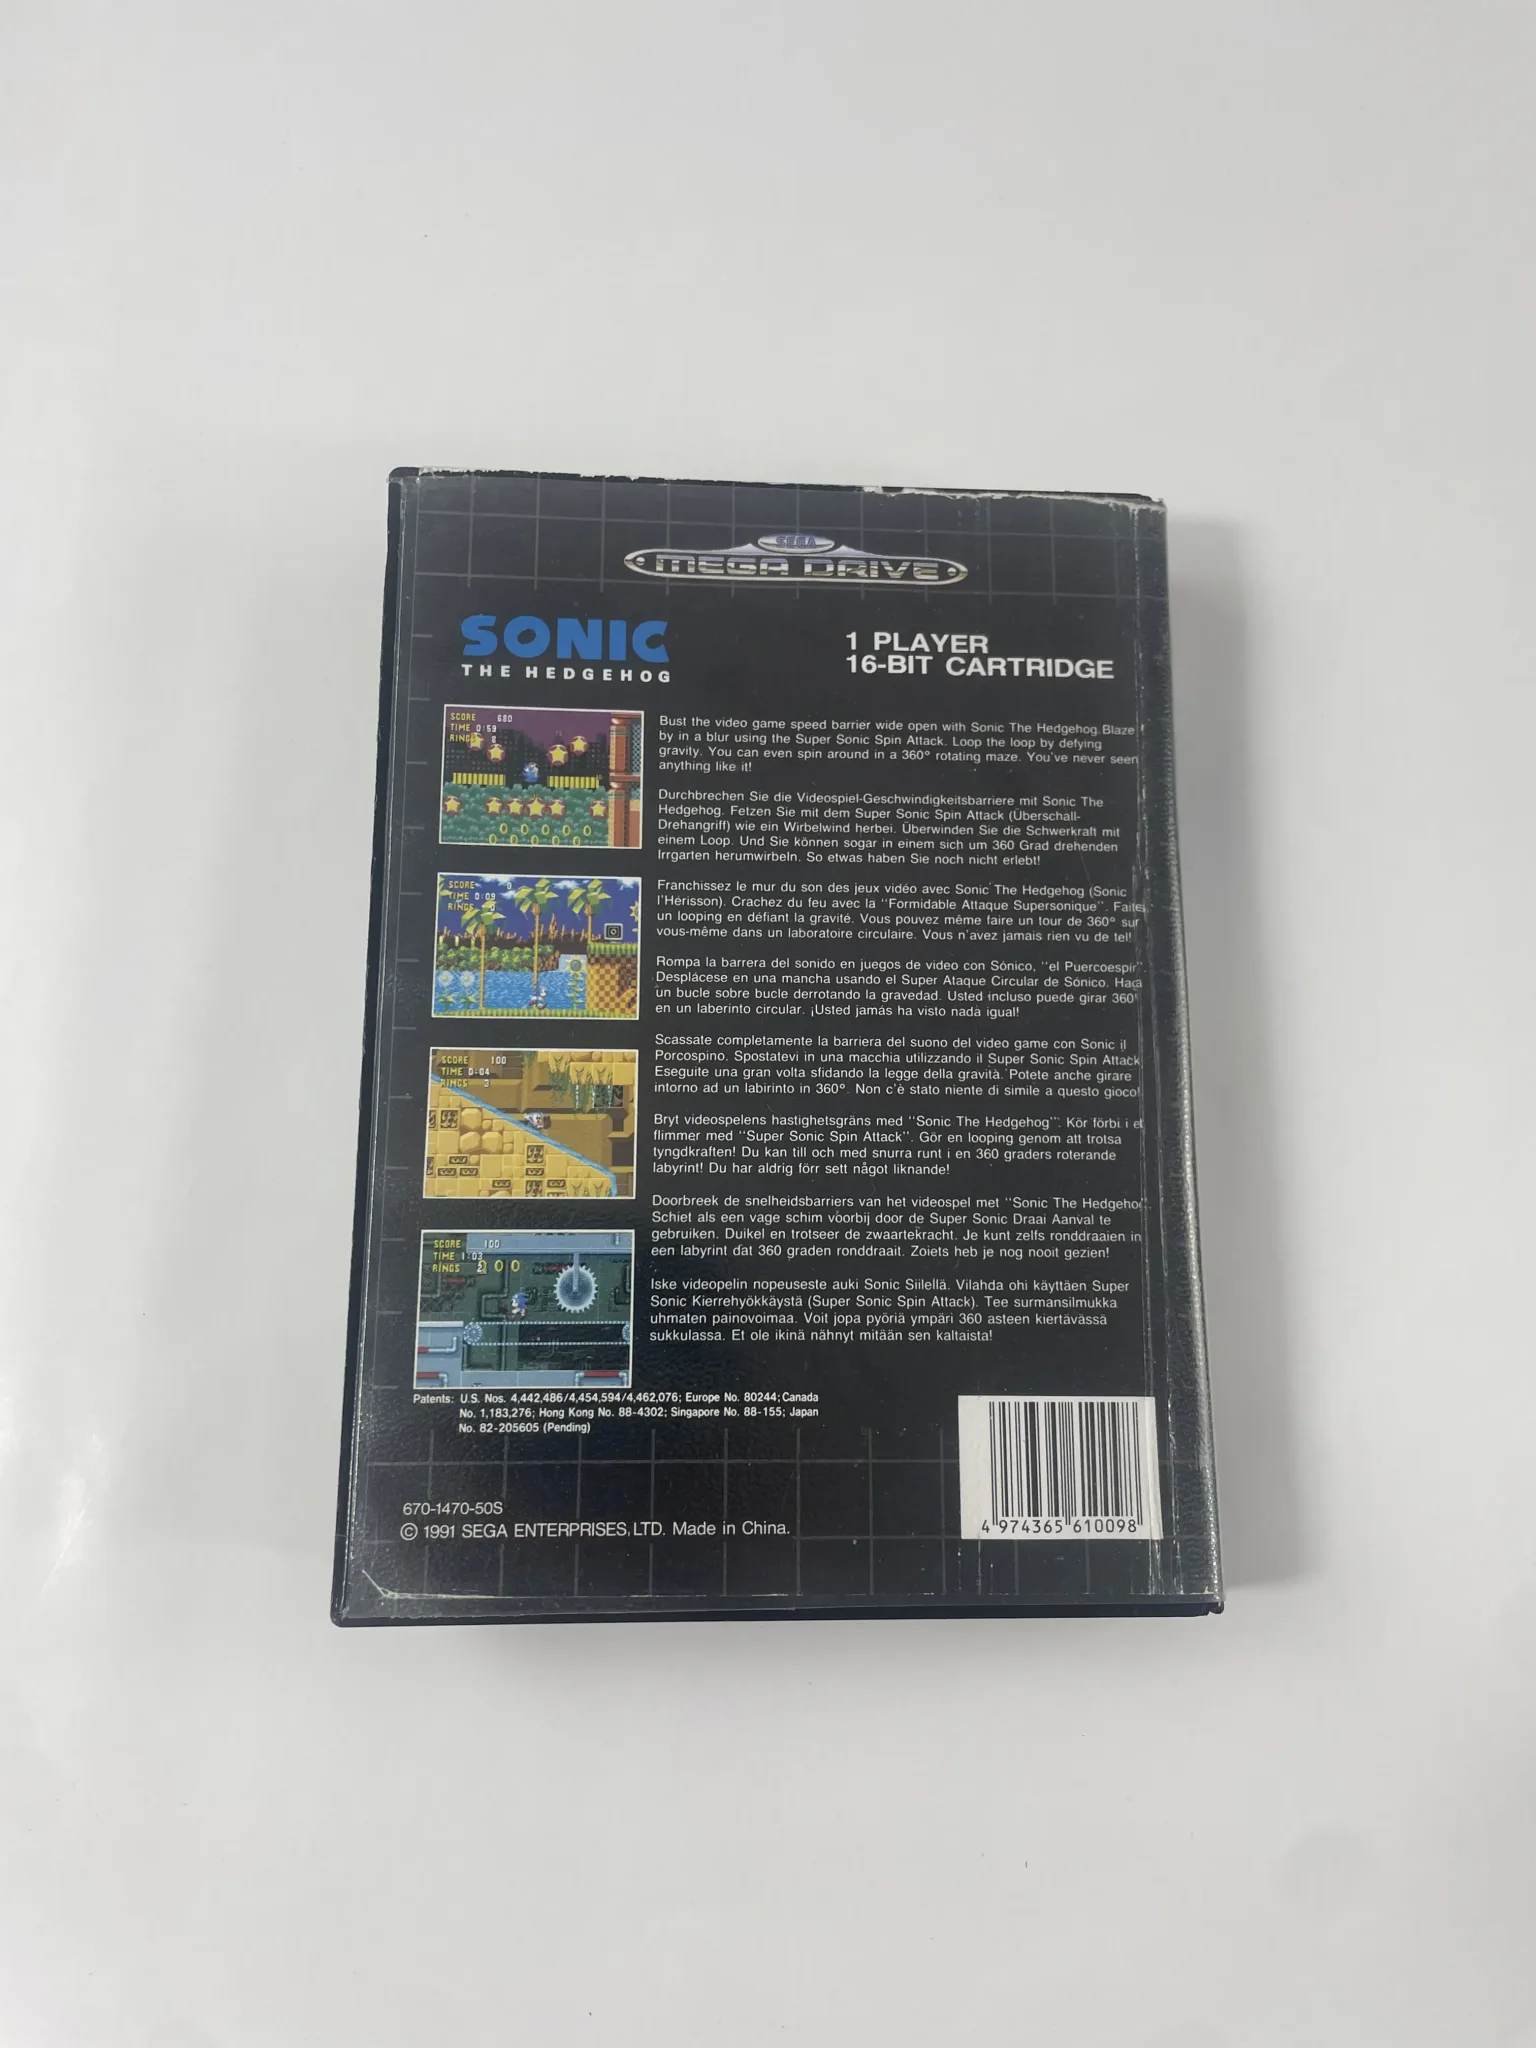 SEGA
MEGA DRIVE
SONIC
THE HEDGEHOG
1 PLAYER
16-BIT CARTRIDGE
SCORE 680
TIME 0:59
RINGS 8
Bust the video game speed barrier wide open with Sonic The Hedgehog. Blaze
by in a blur using the Super Sonic Spin Attack. Loop the loop by defying
gravity. You can even spin around in a 360° rotating maze. You've never seen
anything like it!
Durchbrechen Sie die Videospiel-Geschwindigkeitsbarriere mit Sonic The
Hedgehog. Fetzen Sie mit dem Super Sonic Spin Attack (Überschall-
Drehangriff) wie ein Wirbelwind herbei. Überwinden Sie die Schwerkraft mit
einem Loop. Und Sie können sogar in einem sich um 360 Grad drehenden
Irrgarten herumwirbeln. So etwas haben Sie noch nicht erlebt!
SCORE 0
TIME 0:09
RINGS 0
Franchissez le mur du son des jeux vidéo avec Sonic The Hedgehog (Sonic
l'Hérisson). Crachez du feu avec la "Formidable Attaque Supersonique". Faites
un looping en défiant la gravité. Vous pouvez même faire un tour de 360° sur
vous-même dans un laboratoire circulaire. Vous n'avez jamais rien vu de tel!
Rompa la barrera del sonido en juegos de video con Sónico, "el Puercoespín"
Desplácese en una mancha usando el Super Ataque Circular de Sónico. Haga
un bucle sobre bucle derrotando la gravedad. Usted incluso puede girar 360°
en un laberinto circular. ¡Usted jamás ha visto nada igual!
SCORE 100
TIME 0:04
RINGS 3
Scassate completamente la barriera del suono del video game con Sonic il
Porcospino. Spostatevi in una macchia utilizzando il Super Sonic Spin Attack
Eseguite una gran volta sfidando la legge della gravità. Potete anche girare
intorno ad un labirinto in 360°. Non c'è stato niente di simile a questo gioco!
Bryt videospelens hastighetsgräns med "Sonic The Hedgehog". Kör förbi i et
flimmer med "Super Sonic Spin Attack". Gör en looping genom att trotsa
tyngdkraften! Du kan till och med snurra runt i en 360 graders roterande
labyrint! Du har aldrig förr sett något liknande!
Doorbreek de snelheidsbarriers van het videospel met "Sonic The Hedgehog".
Schiet als een vage schim voorbij door de Super Sonic Draai Aanval te
gebruiken. Duikel en trotseer de zwaartekracht. Je kunt zelfs ronddraaien in
een labyrint dat 360 graden ronddraait. Zoiets heb je nog nooit gezien!
SCORE 100
TIME 1:03
RINGS 2
Iske videopelin nopeuseste auki Sonic Siilellä. Vilahda ohi käyttäen Super
Sonic Kierrehyökkäystä (Super Sonic Spin Attack). Tee surmansilmukka
uhmaten painovoimaa. Voit jopa pyöriä ympäri 360 asteen kiertävässä
sukkulassa. Et ole ikinä nähnyt mitään sen kaltaista!
Patents: U.S. Nos. 4,442,486/4,454,594/4,462,076; Europe No. 80244; Canada
No. 1,183,276; Hong Kong No. 88-4302; Singapore No. 88-155; Japan
No. 82-205605 (Pending)
670-1470-50S
© 1991 SEGA ENTERPRISES, LTD. Made in China.
4 974365 610098